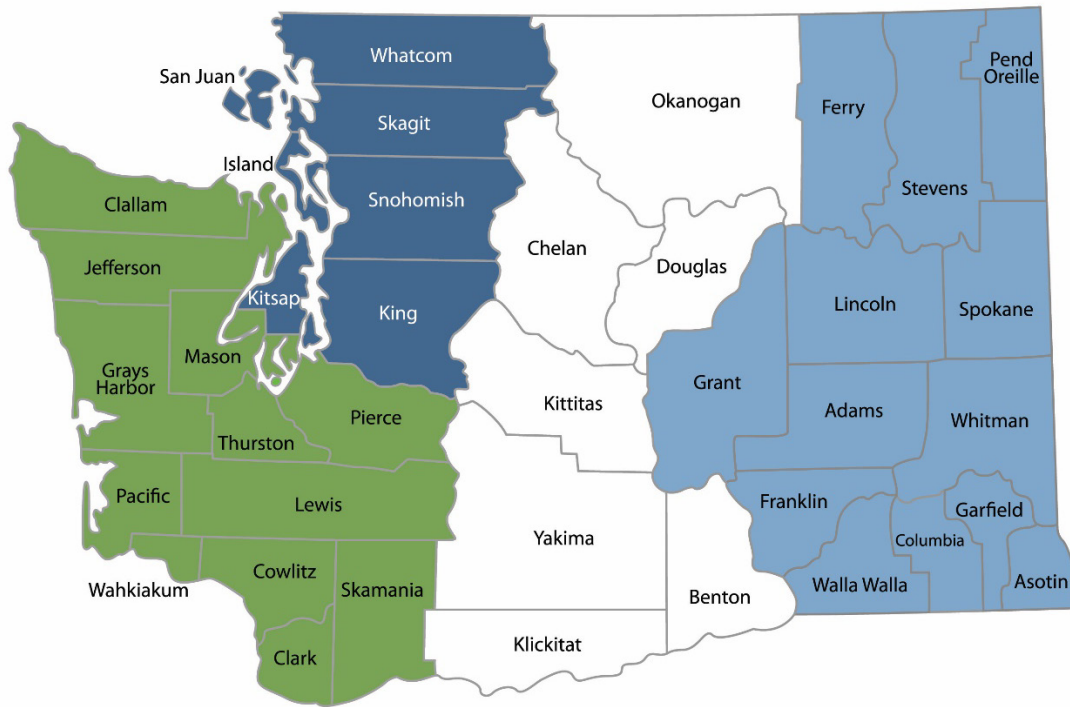 Whatcom
Pend
Oreille
San Juan
Okanogan
Ferry
Skagit
Island
Stevens
Snohomish
Clallam
Chelan
Jefferson
Douglas
Kitsap
Lincoln
Spokane
King
Mason
Grays
Harbor
Grant
Kittitas
Adams
Pierce
Whitman
Thurston
Pacific
Franklin
Lewis
Garfield
Yakima
Columbia
Cowlitz
Asotin
Wahkiakum
Skamania
Walla Walla
Benton
Klickitat
Clark